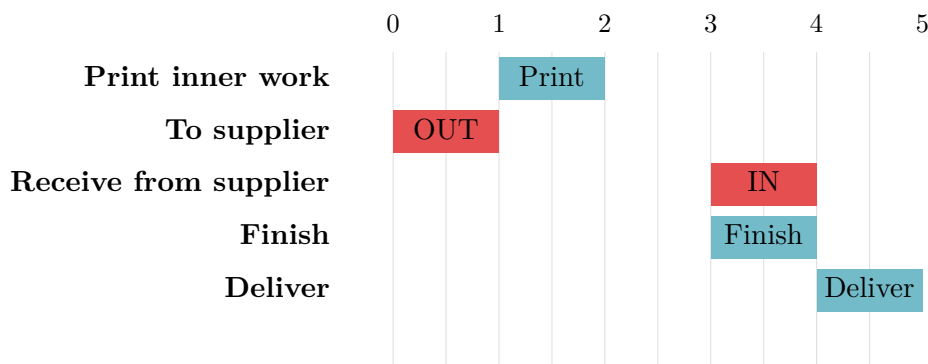 0 1 2 3 4 5
Print inner work Print
To supplier OUT
Receive from supplier IN
Finish Finish
Deliver Deliver